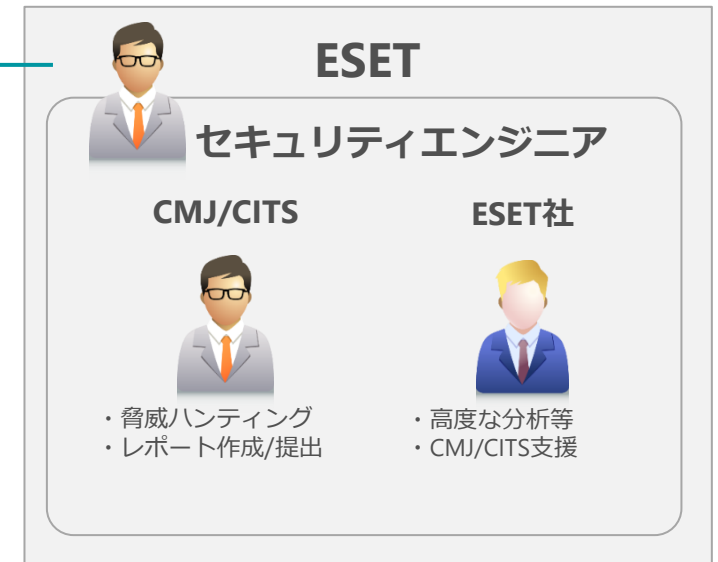 ESET
セキュリティエンジニア
CMJ/CITS
・脅威ハンティング
・レポート作成/提出
ESET社
・高度な分析等
・CMJ/CITS支援